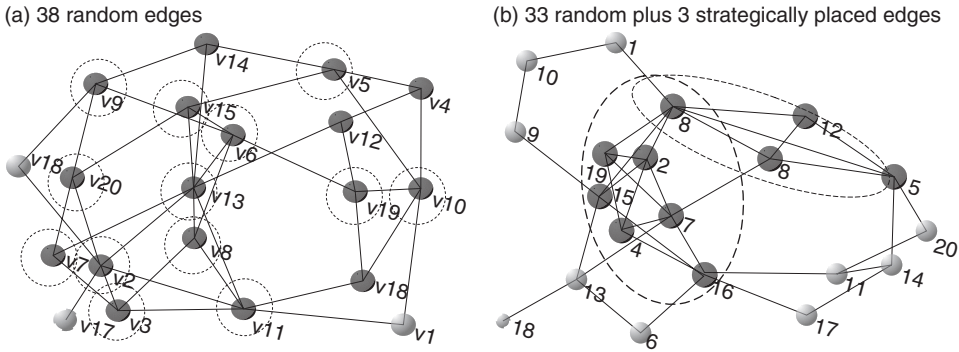 (a) 38 random edges
(b) 33 random plus 3 strategically placed edges
v14
v5
v9
v15
v4
v6
v12
v18
v20
v13
v19
v10
v8
v7
v2
v18
v17
v3
v11
v1
1
10
8
12
9
2
8
19
5
15
7
4
20
16
11
14
13
17
18
6